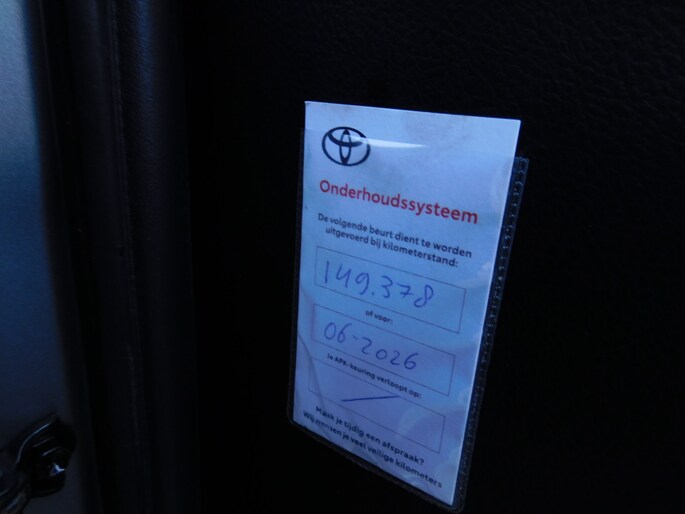 Onderhoudssysteem
De volgende beurt dient te worden
uitgevoerd bij kilometerstand:
149.378
of voor:
06-2026
Je APK-keuring verloopt op:
—
Maak je tijdig een afspraak?
Wij wensen je veel veilige kilometers